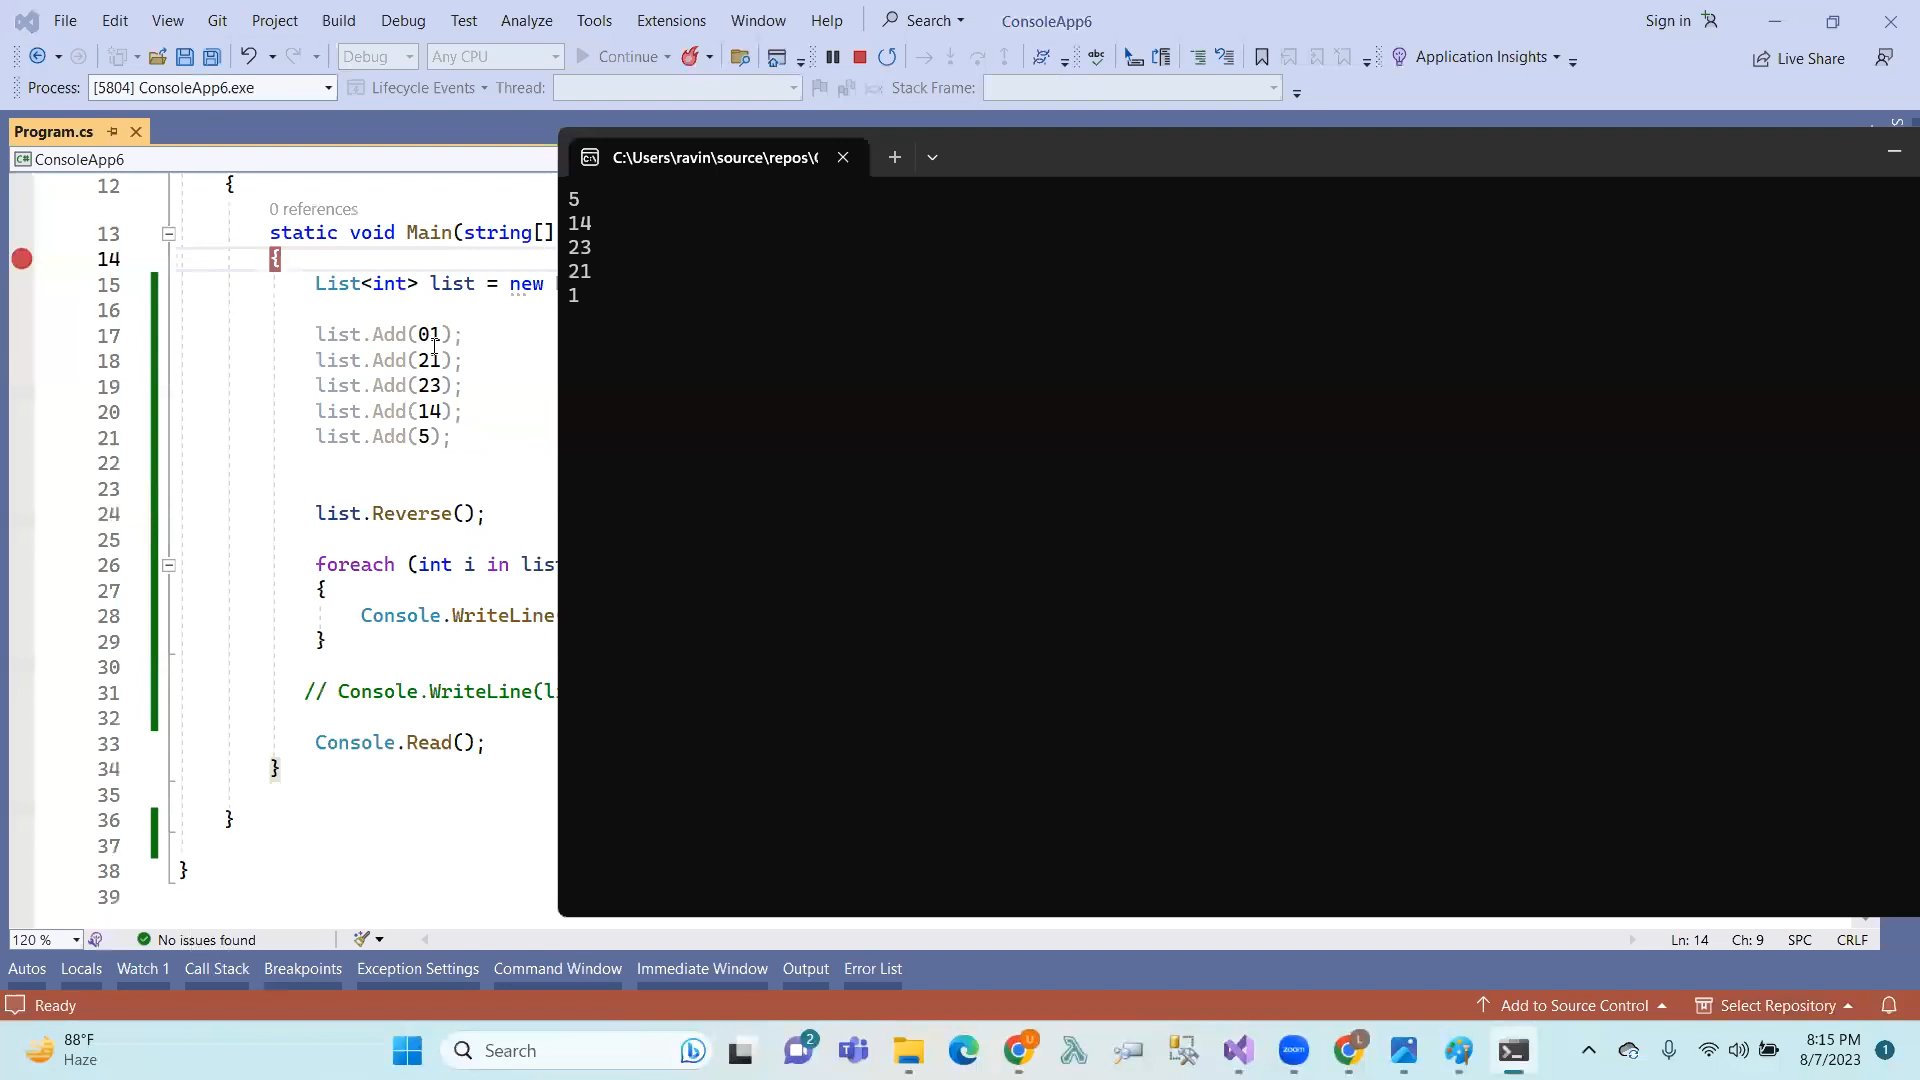 File Edit View Git Project Build Debug Test Analyze Tools Extensions Window Help Search ConsoleApp6 Sign in
Debug Any CPU Continue abc Application Insights Live Share
Process: [5804] ConsoleApp6.exe Lifecycle Events Thread: Stack Frame:
Program.cs
C# ConsoleApp6
C:\Users\ravin\source\repos\
12 {
0 references
13 static void Main(string[]
14 {
15 List<int> list = new
16
17 list.Add(01);
18 list.Add(21);
19 list.Add(23);
20 list.Add(14);
21 list.Add(5);
22
23
24 list.Reverse();
25
26 foreach (int i in list
27 {
28 Console.WriteLine(
29 }
30
31 // Console.WriteLine(li
32
33 Console.Read();
34 }
35
36 }
37
38 }
39
5
14
23
21
1
120 % No issues found Ln: 14 Ch: 9 SPC CRLF
Autos Locals Watch 1 Call Stack Breakpoints Exception Settings Command Window Immediate Window Output Error List
Ready Add to Source Control Select Repository
88°F
Haze
Search
2
U
zoom
L
8:15 PM
8/7/2023
1